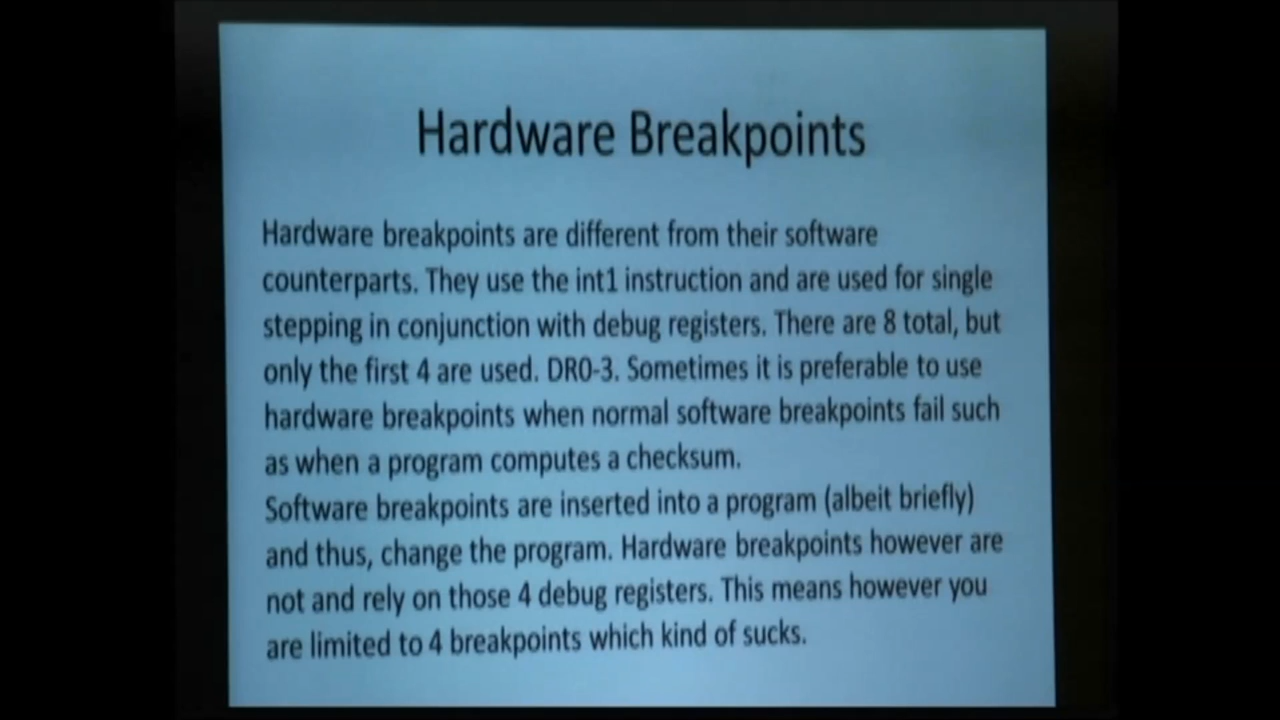 Hardware Breakpoints
Hardware breakpoints are different from their software
counterparts. They use the int1 instruction and are used for single
stepping in conjunction with debug registers. There are 8 total, but
only the first 4 are used. DR0-3. Sometimes it is preferable to use
hardware breakpoints when normal software breakpoints fail such
as when a program computes a checksum.
Software breakpoints are inserted into a program (albeit briefly)
and thus, change the program. Hardware breakpoints however are
not and rely on those 4 debug registers. This means however you
are limited to 4 breakpoints which kind of sucks.